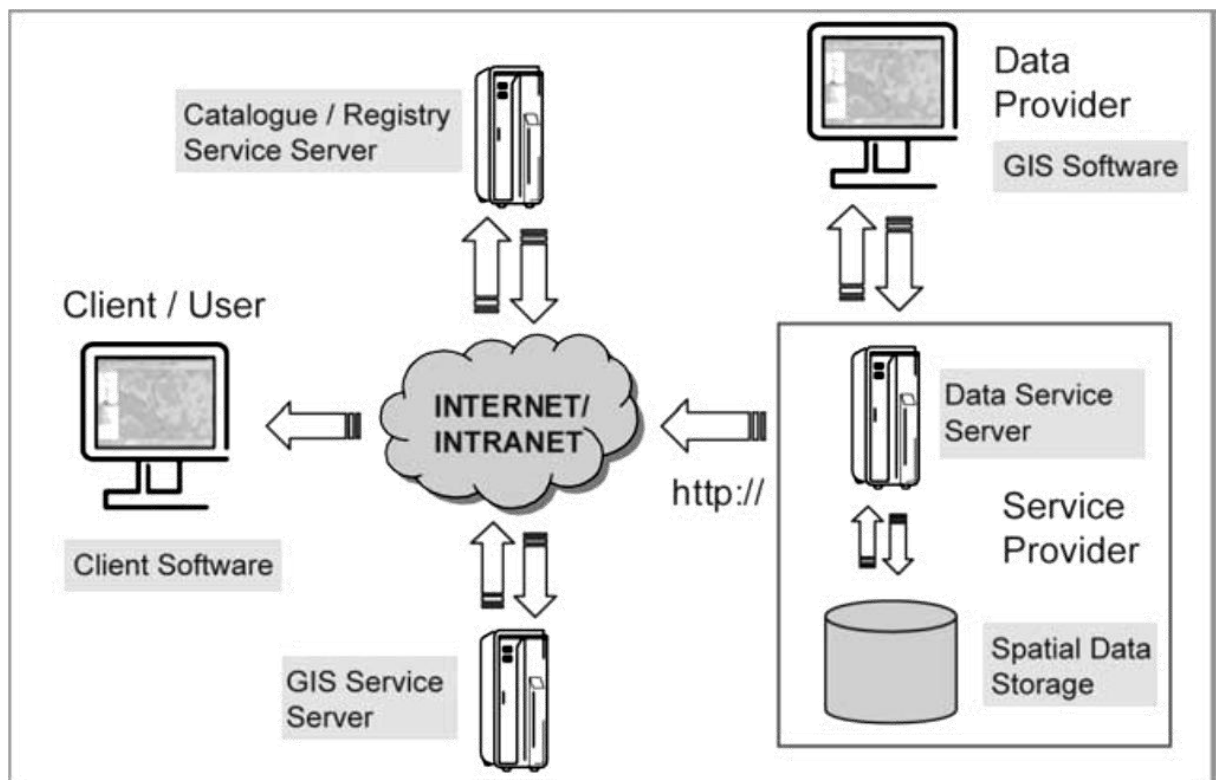 Data
Provider
GIS Software
Catalogue / Registry
Service Server
Client / User
Client Software
INTERNET/
INTRANET
http://
Data Service
Server
Service
Provider
Spatial Data
Storage
GIS Service
Server